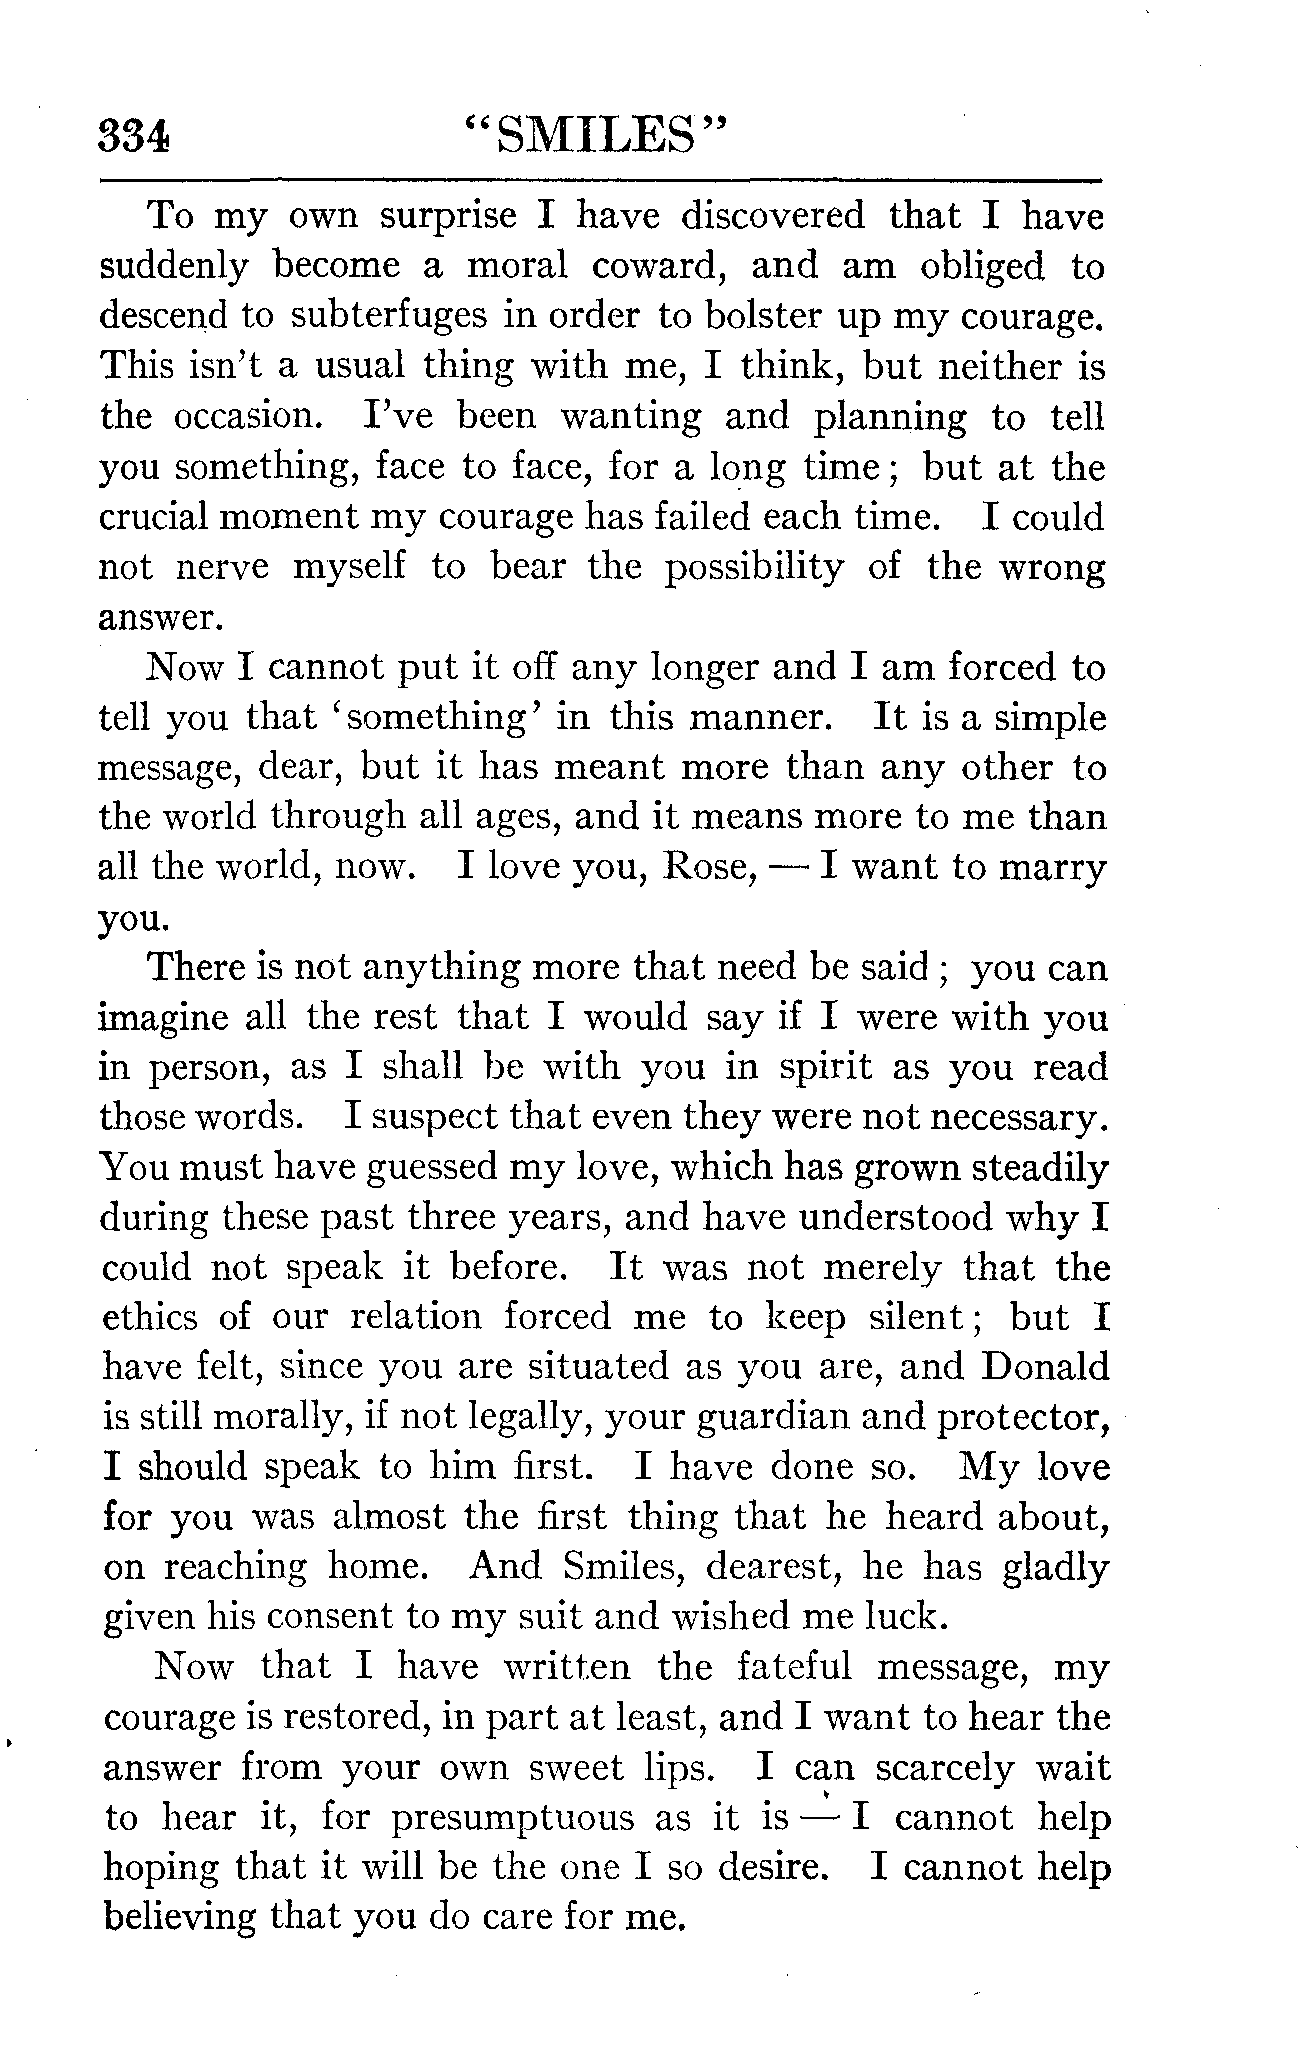 334 "SMILES"
To my own surprise I have discovered that I have
suddenly become a moral coward, and am obliged to
descend to subterfuges in order to bolster up my courage.
This isn't a usual thing with me, I think, but neither is
the occasion. I've been wanting and planning to tell
you something, face to face, for a long time; but at the
crucial moment my courage has failed each time. I could
not nerve myself to bear the possibility of the wrong
answer.
Now I cannot put it off any longer and I am forced to
tell you that 'something' in this manner. It is a simple
message, dear, but it has meant more than any other to
the world through all ages, and it means more to me than
all the world, now. I love you, Rose, — I want to marry
you.
There is not anything more that need be said; you can
imagine all the rest that I would say if I were with you
in person, as I shall be with you in spirit as you read
those words. I suspect that even they were not necessary.
You must have guessed my love, which has grown steadily
during these past three years, and have understood why I
could not speak it before. It was not merely that the
ethics of our relation forced me to keep silent; but I
have felt, since you are situated as you are, and Donald
is still morally, if not legally, your guardian and protector,
I should speak to him first. I have done so. My love
for you was almost the first thing that he heard about,
on reaching home. And Smiles, dearest, he has gladly
given his consent to my suit and wished me luck.
Now that I have written the fateful message, my
courage is restored, in part at least, and I want to hear the
answer from your own sweet lips. I can scarcely wait
to hear it, for presumptuous as it is — I cannot help
hoping that it will be the one I so desire. I cannot help
believing that you do care for me.